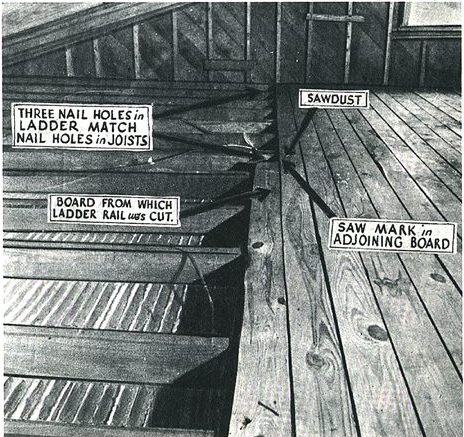 SAWDUST
THREE NAIL HOLES in
LADDER MATCH
NAIL HOLES in JOISTS
BOARD FROM WHICH
LADDER RAIL was CUT.
SAW MARK in
ADJOINING BOARD